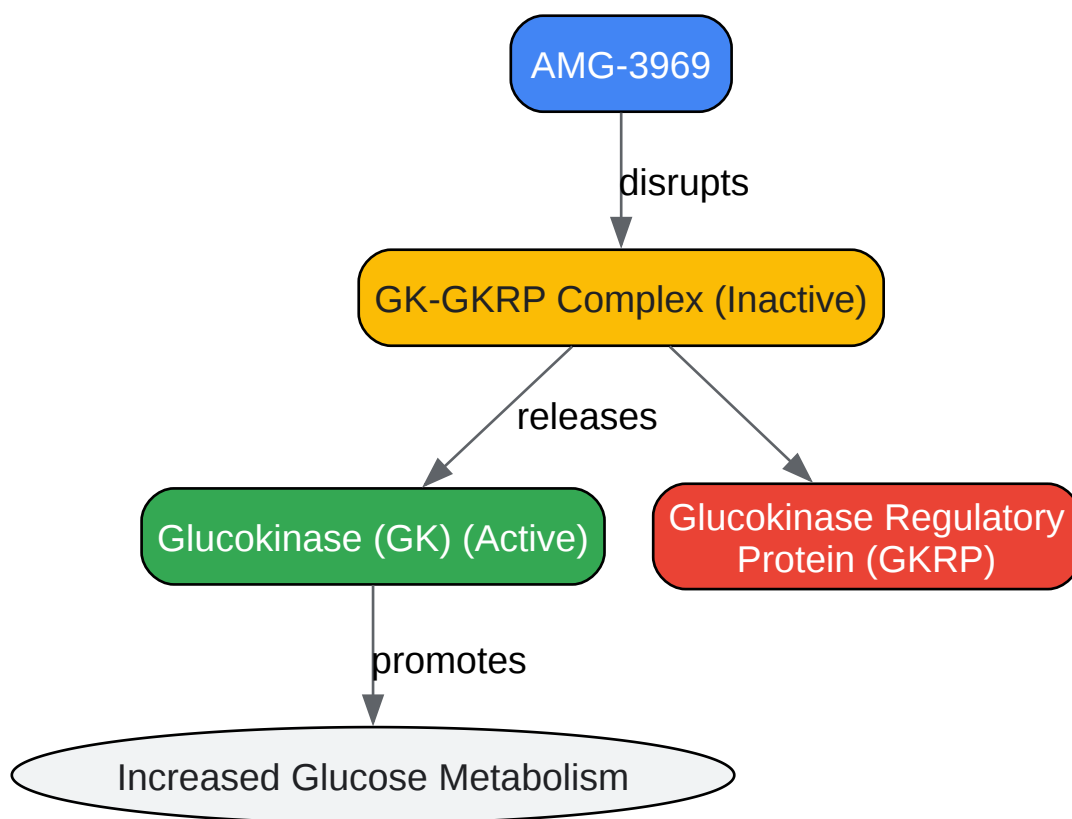 AMG-3969
disrupts
GK-GKRP Complex (Inactive)
releases
Glucokinase (GK) (Active)
Glucokinase Regulatory
Protein (GKRP)
promotes
Increased Glucose Metabolism